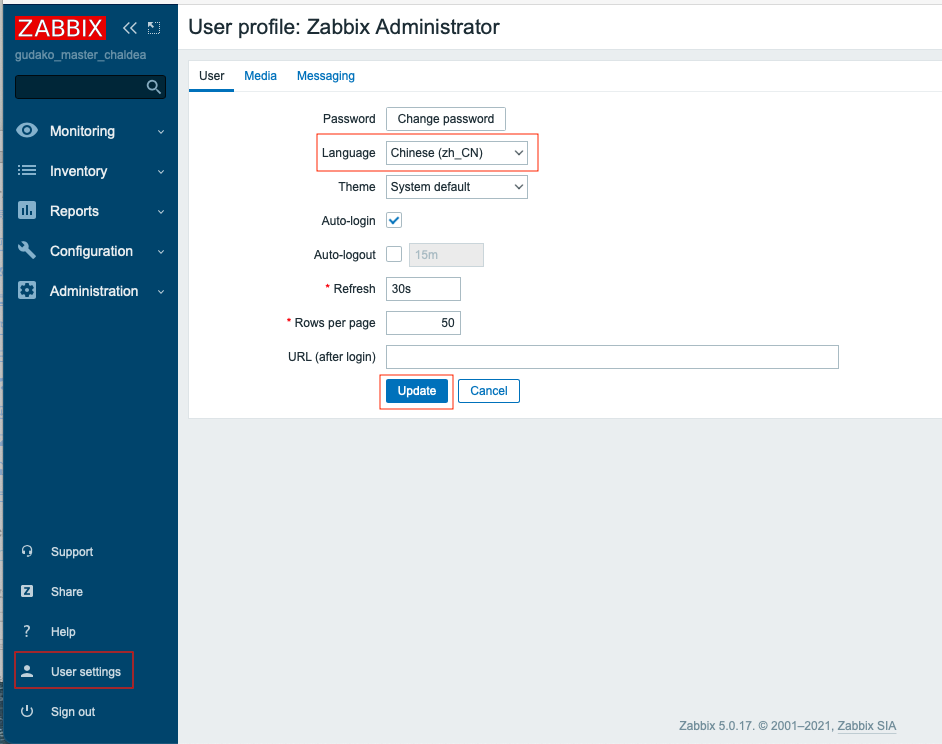 ZABBIX
gudako_master_chaldea
Monitoring
Inventory
Reports
Configuration
Administration
Support
Share
Help
User settings
Sign out
User profile: Zabbix Administrator
User Media Messaging
Password Change password
Language Chinese (zh_CN)
Theme System default
Auto-login
Auto-logout 15m
* Refresh 30s
* Rows per page 50
URL (after login)
Update Cancel
Zabbix 5.0.17. © 2001–2021, Zabbix SIA